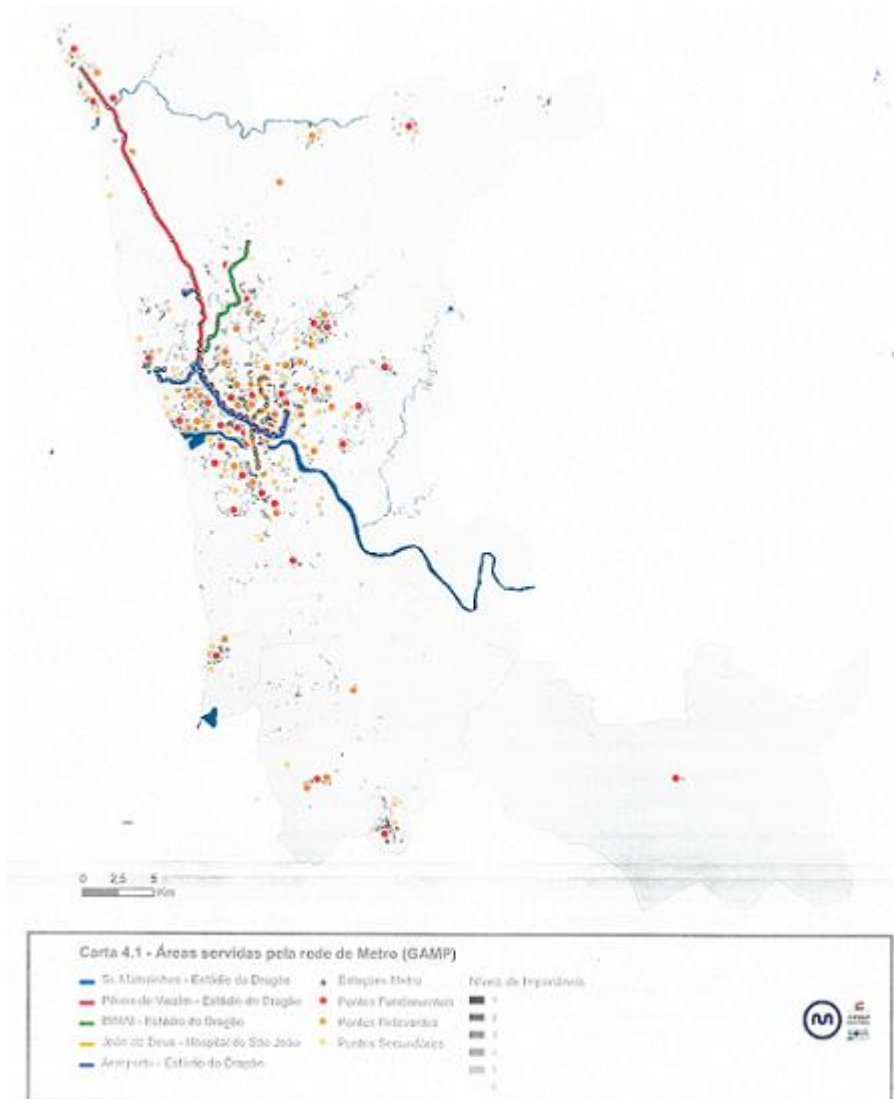 0 2,5 5
Km
Carta 4.1 - Áreas servidas pela rede de Metro (GAMP)
Sr. Matosinhos - Estádio do Dragão
Póvoa de Varzim - Estádio do Dragão
ISMAI - Estádio do Dragão
João de Deus - Hospital de São João
Aeroporto - Estádio do Dragão
Estações Metro
Pontos Fundamentais
Pontos Relevantes
Pontos Secundários
Níveis de Importância